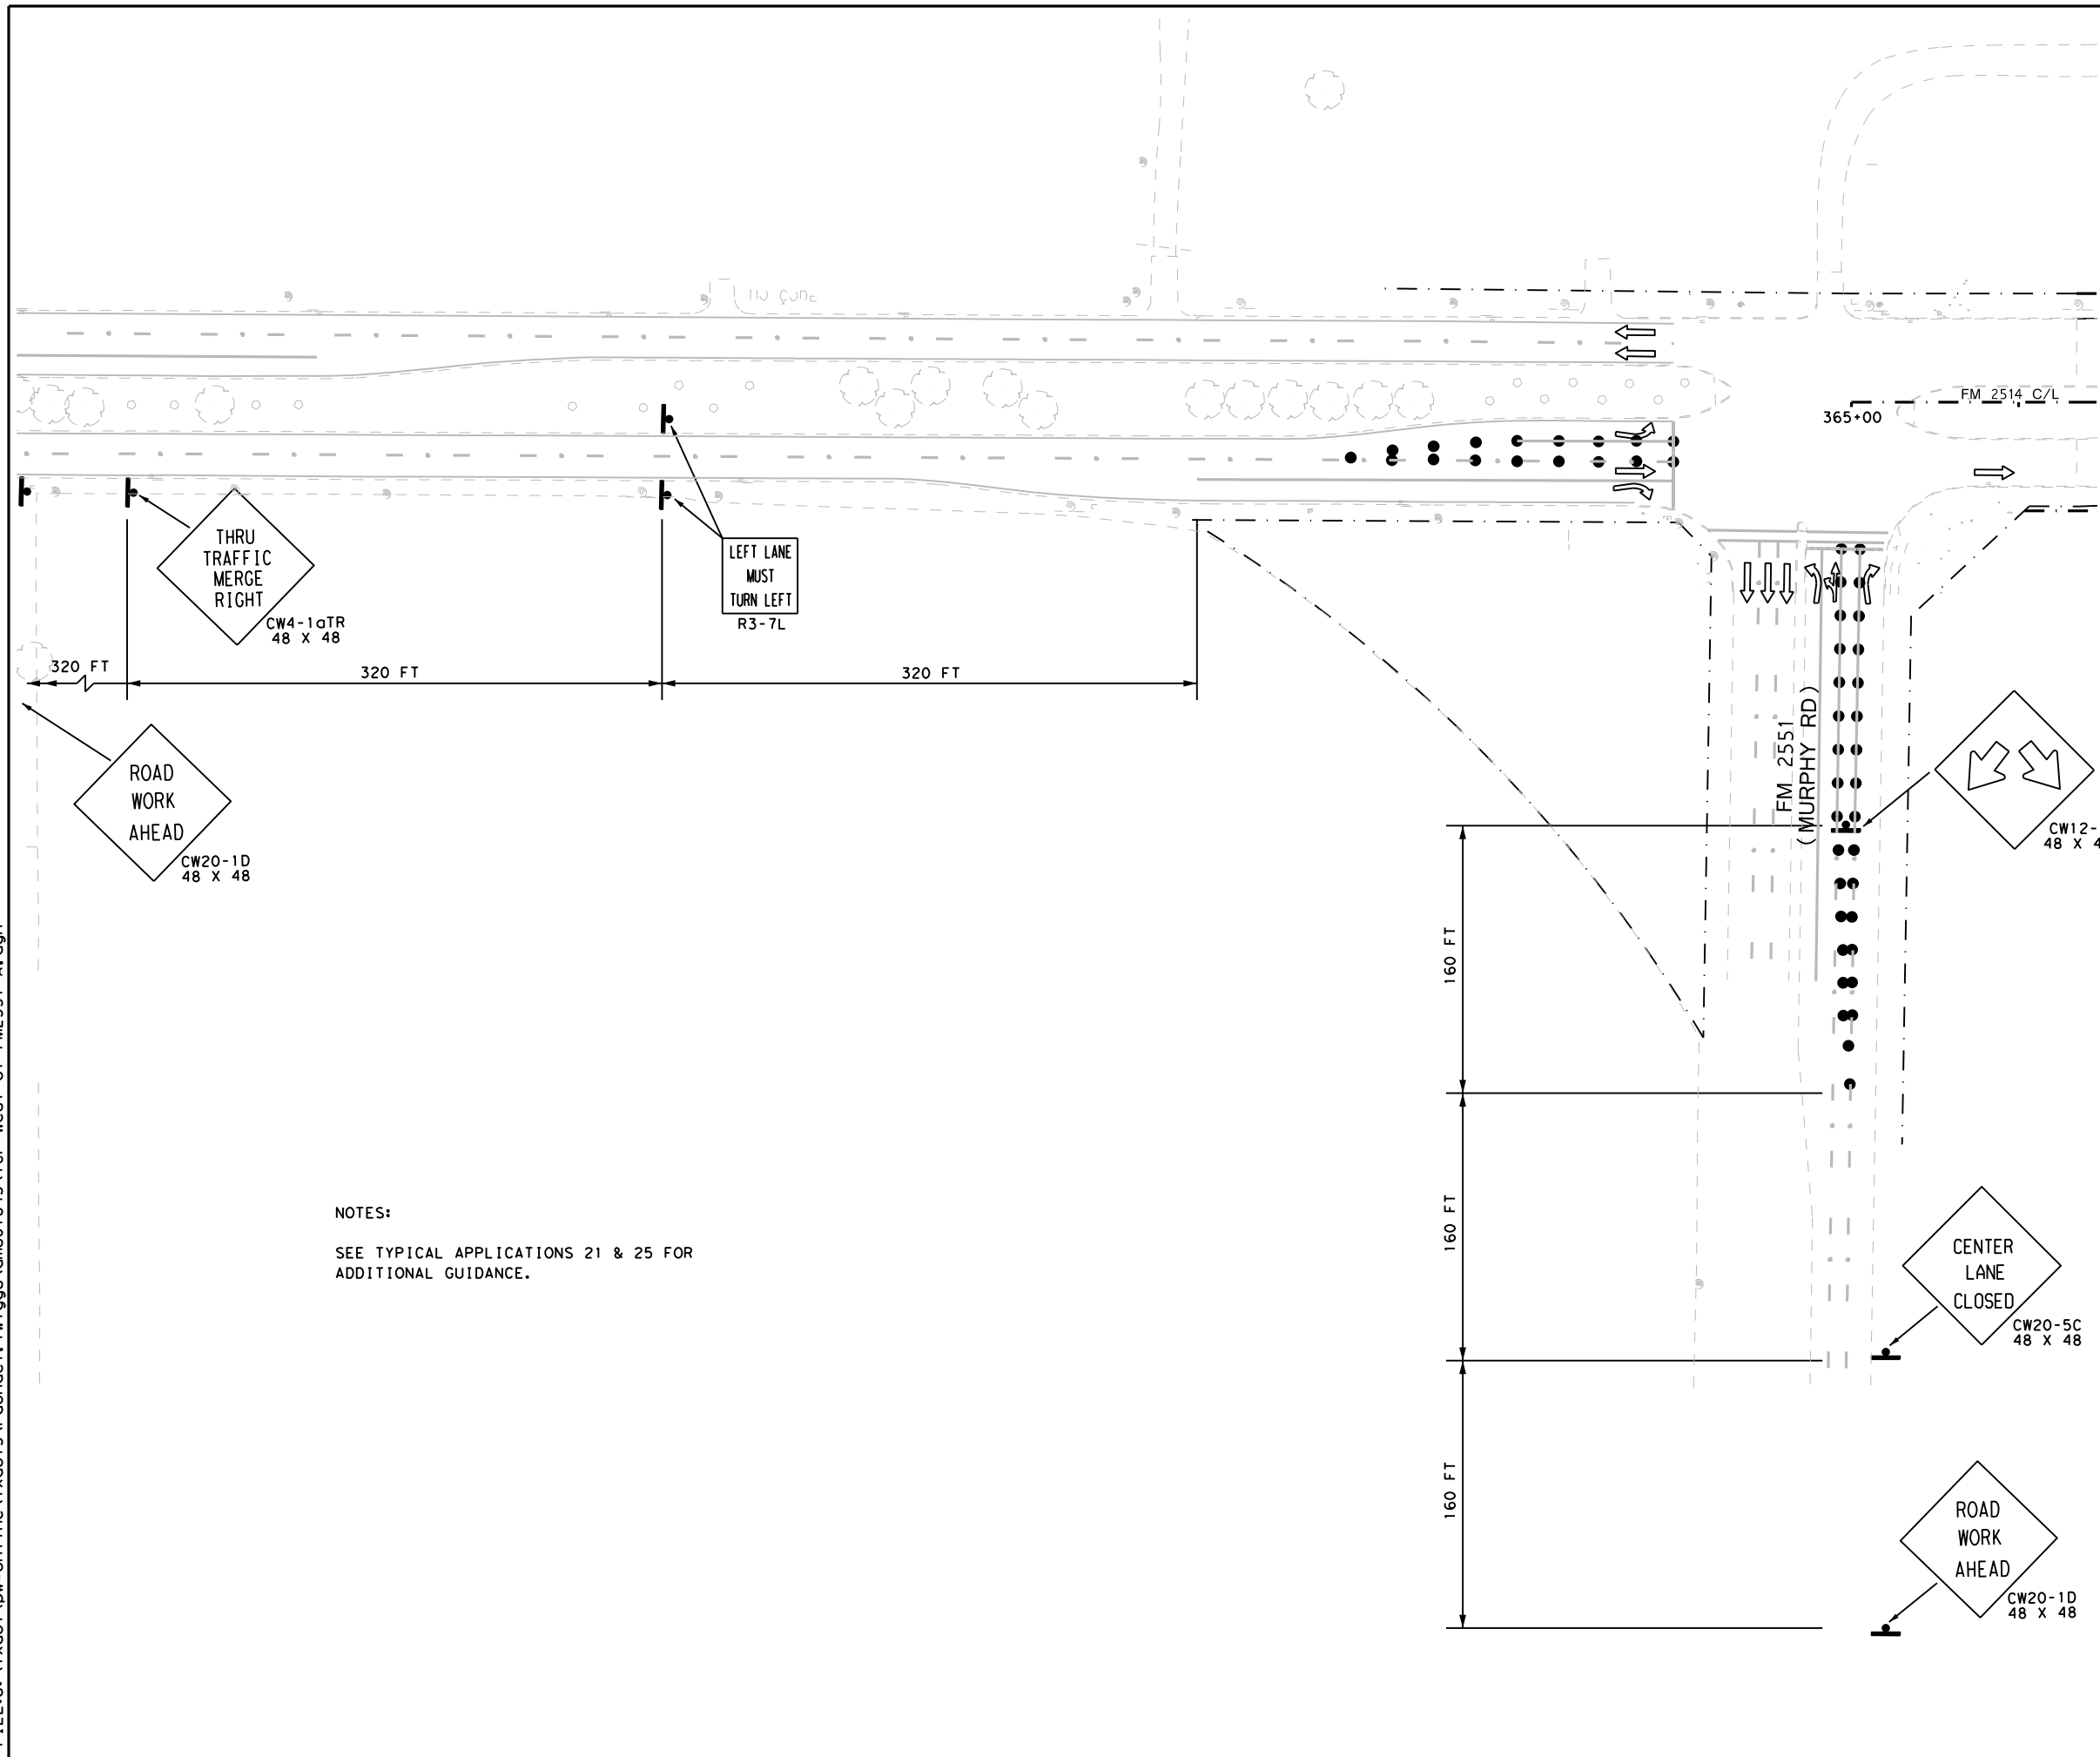 FM 2514 C/L
365+00
THRU
TRAFFIC
MERGE
RIGHT
CW4-1aTR
48 X 48
LEFT LANE
MUST
TURN LEFT
R3-7L
320 FT
320 FT
320 FT
ROAD
WORK
AHEAD
CW20-1D
48 X 48
FM 2551
(MURPHY RD)
CW12-
48 X 4
160 FT
160 FT
160 FT
NOTES:
SEE TYPICAL APPLICATIONS 21 & 25 FOR
ADDITIONAL GUIDANCE.
CENTER
LANE
CLOSED
CW20-5C
48 X 48
ROAD
WORK
AHEAD
CW20-1D
48 X 48